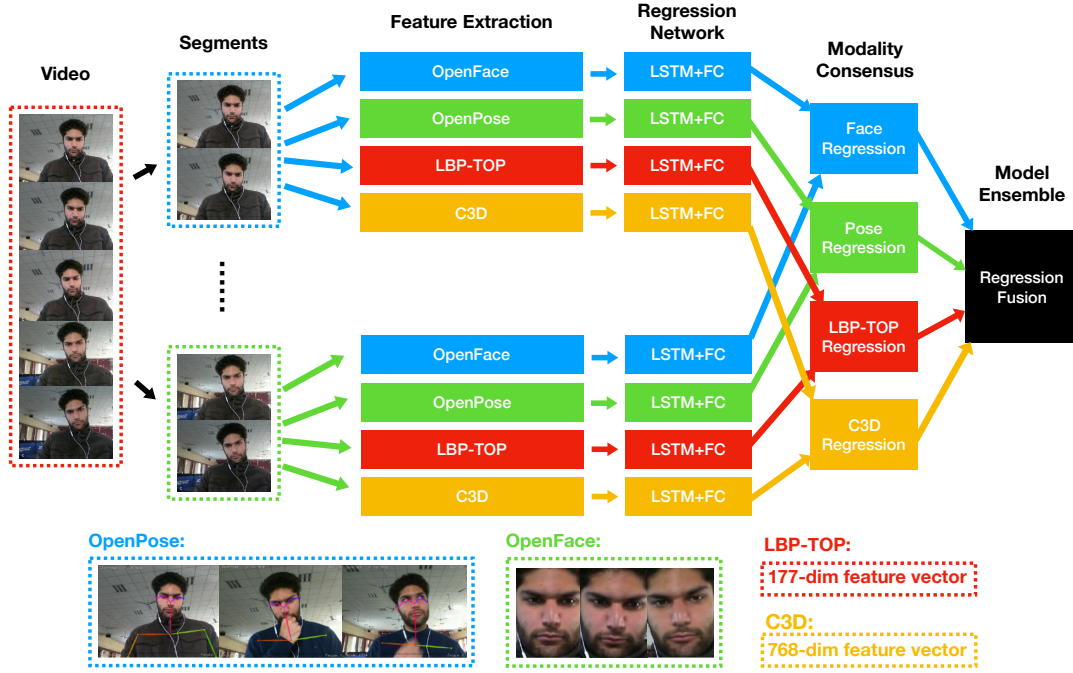 Video
Segments
Feature Extraction
Regression
Network
Modality
Consensus
Model
Ensemble
OpenFace
LSTM+FC
OpenPose
LSTM+FC
LBP-TOP
LSTM+FC
C3D
LSTM+FC
Face
Regression
Pose
Regression
LBP-TOP
Regression
C3D
Regression
Regression
Fusion
OpenFace
LSTM+FC
OpenPose
LSTM+FC
LBP-TOP
LSTM+FC
C3D
LSTM+FC
OpenPose:
OpenFace:
LBP-TOP:
177-dim feature vector
C3D:
768-dim feature vector